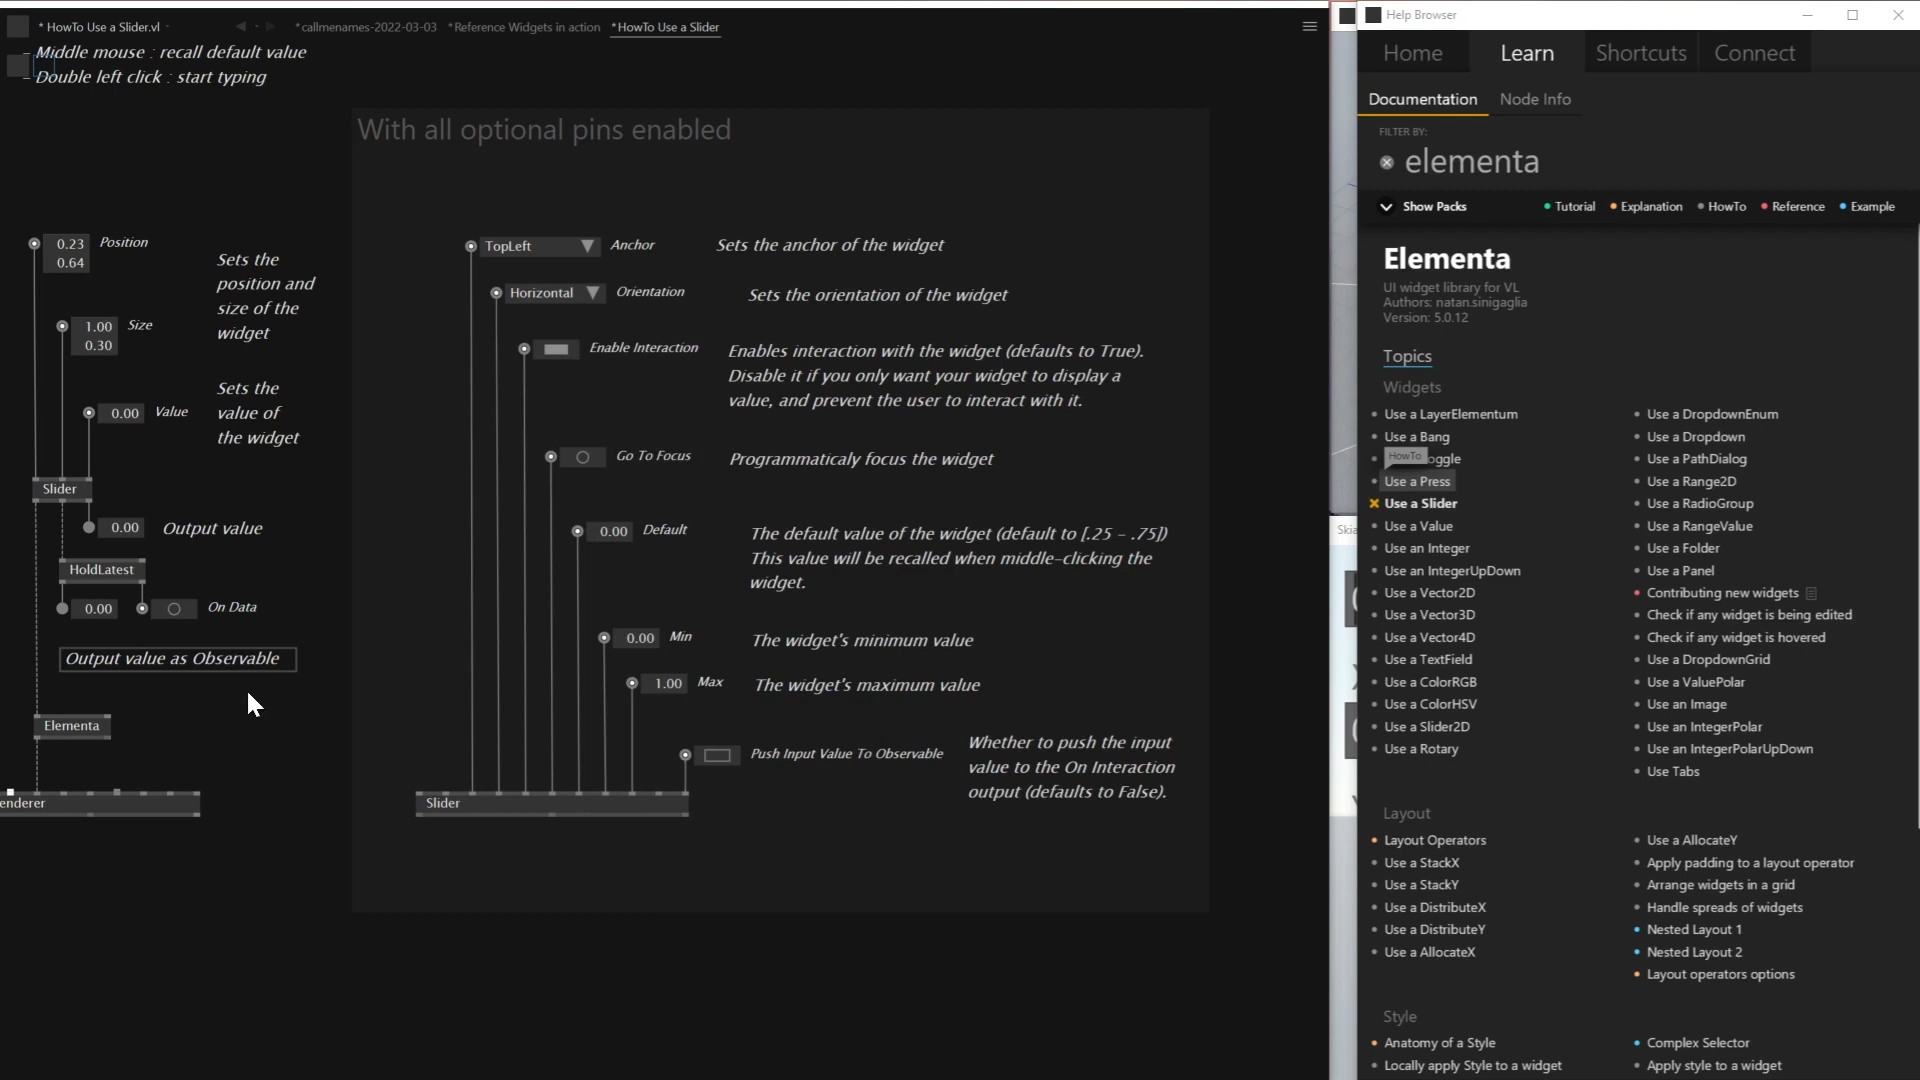 * HowTo Use a Slider.vl
*callmenames-2022-03-03
*Reference Widgets in action
*HowTo Use a Slider
- Middle mouse : recall default value
- Double left click : start typing
With all optional pins enabled
0.23
0.64
Position
Sets the
position and
size of the
widget
1.00
0.30
Size
Sets the
value of
the widget
0.00
Value
Slider
0.00
Output value
HoldLatest
0.00
On Data
Output value as Observable
Elementa
enderer
TopLeft
Anchor
Sets the anchor of the widget
Horizontal
Orientation
Sets the orientation of the widget
Enable Interaction
Enables interaction with the widget (defaults to True).
Disable it if you only want your widget to display a
value, and prevent the user to interact with it.
Go To Focus
Programmaticaly focus the widget
0.00
Default
The default value of the widget (default to [.25 - .75])
This value will be recalled when middle-clicking the
widget.
0.00
Min
The widget's minimum value
1.00
Max
The widget's maximum value
Push Input Value To Observable
Whether to push the input
value to the On Interaction
output (defaults to False).
Slider
Skia
Help Browser
Home
Learn
Shortcuts
Connect
Documentation
Node Info
FILTER BY:
elementa
Show Packs
Tutorial
Explanation
HowTo
Reference
Example
Elementa
UI widget library for VL
Authors: natan.sinigaglia
Version: 5.0.12
Topics
Widgets
Use a LayerElementum
Use a Bang
HowTo
oggle
Use a Press
Use a Slider
Use a Value
Use an Integer
Use an IntegerUpDown
Use a Vector2D
Use a Vector3D
Use a Vector4D
Use a TextField
Use a ColorRGB
Use a ColorHSV
Use a Slider2D
Use a Rotary
Use a DropdownEnum
Use a Dropdown
Use a PathDialog
Use a Range2D
Use a RadioGroup
Use a RangeValue
Use a Folder
Use a Panel
Contributing new widgets
Check if any widget is being edited
Check if any widget is hovered
Use a DropdownGrid
Use a ValuePolar
Use an Image
Use an IntegerPolar
Use an IntegerPolarUpDown
Use Tabs
Layout
Layout Operators
Use a StackX
Use a StackY
Use a DistributeX
Use a DistributeY
Use a AllocateX
Use a AllocateY
Apply padding to a layout operator
Arrange widgets in a grid
Handle spreads of widgets
Nested Layout 1
Nested Layout 2
Layout operators options
Style
Anatomy of a Style
Locally apply Style to a widget
Complex Selector
Apply style to a widget